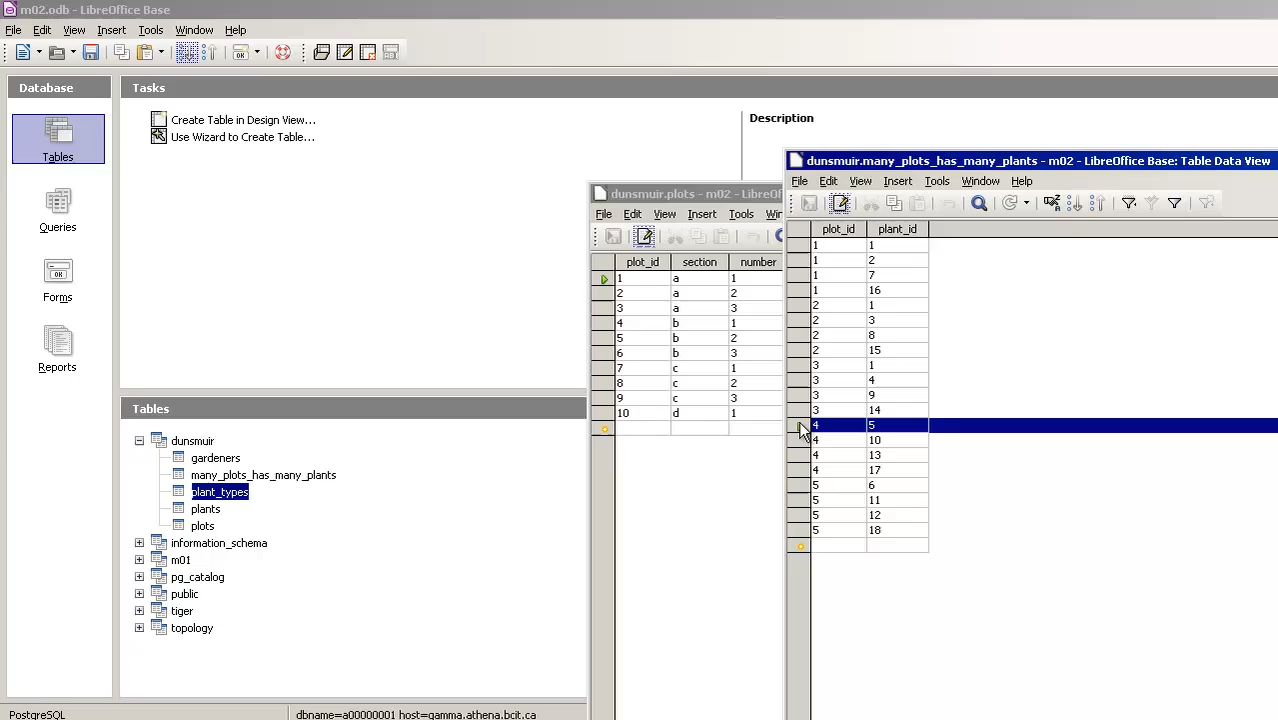 m02.odb - LibreOffice Base
File Edit View Insert Tools Window Help
Database
Tables
Queries
Forms
Reports
Tasks
Create Table in Design View...
Use Wizard to Create Table...
Description
Tables
dunsmuir
gardeners
many_plots_has_many_plants
plant_types
plants
plots
information_schema
m01
pg_catalog
public
tiger
topology
dunsmuir.plots - m02 - LibreOf
File Edit View Insert Tools Wir
plot_id section number
1 a 1
2 a 2
3 a 3
4 b 1
5 b 2
6 b 3
7 c 1
8 c 2
9 c 3
10 d 1
dunsmuir.many_plots_has_many_plants - m02 - LibreOffice Base: Table Data View
File Edit View Insert Tools Window Help
plot_id plant_id
1 1
1 2
1 7
1 16
2 1
2 3
2 8
2 15
3 1
3 4
3 9
3 14
4 5
4 10
4 13
4 17
5 6
5 11
5 12
5 18
PostgreSQL
dbname=a00000001 host=gamma.athena.bcit.ca